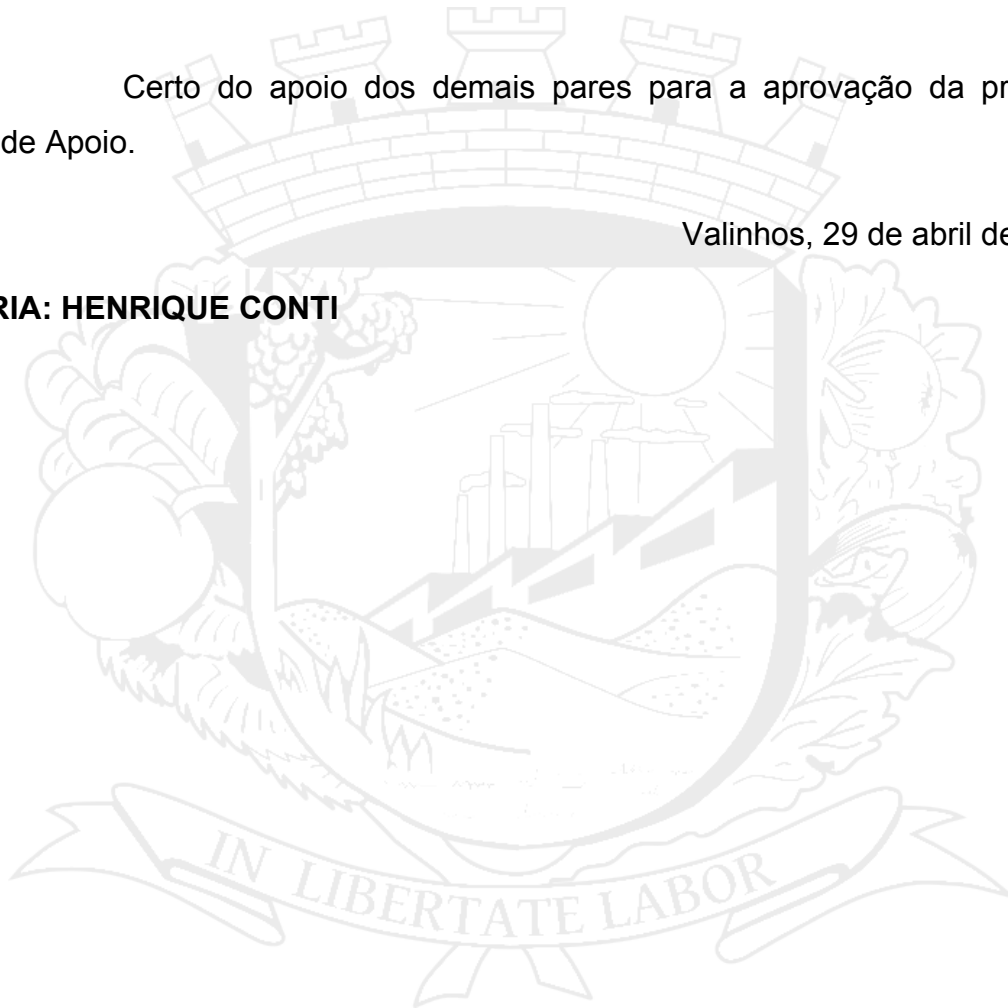 Certo do apoio dos demais pares para a aprovação da pr
de Apoio.
Valinhos, 29 de abril de
RIA: HENRIQUE CONTI
IN LIBERTATE LABOR